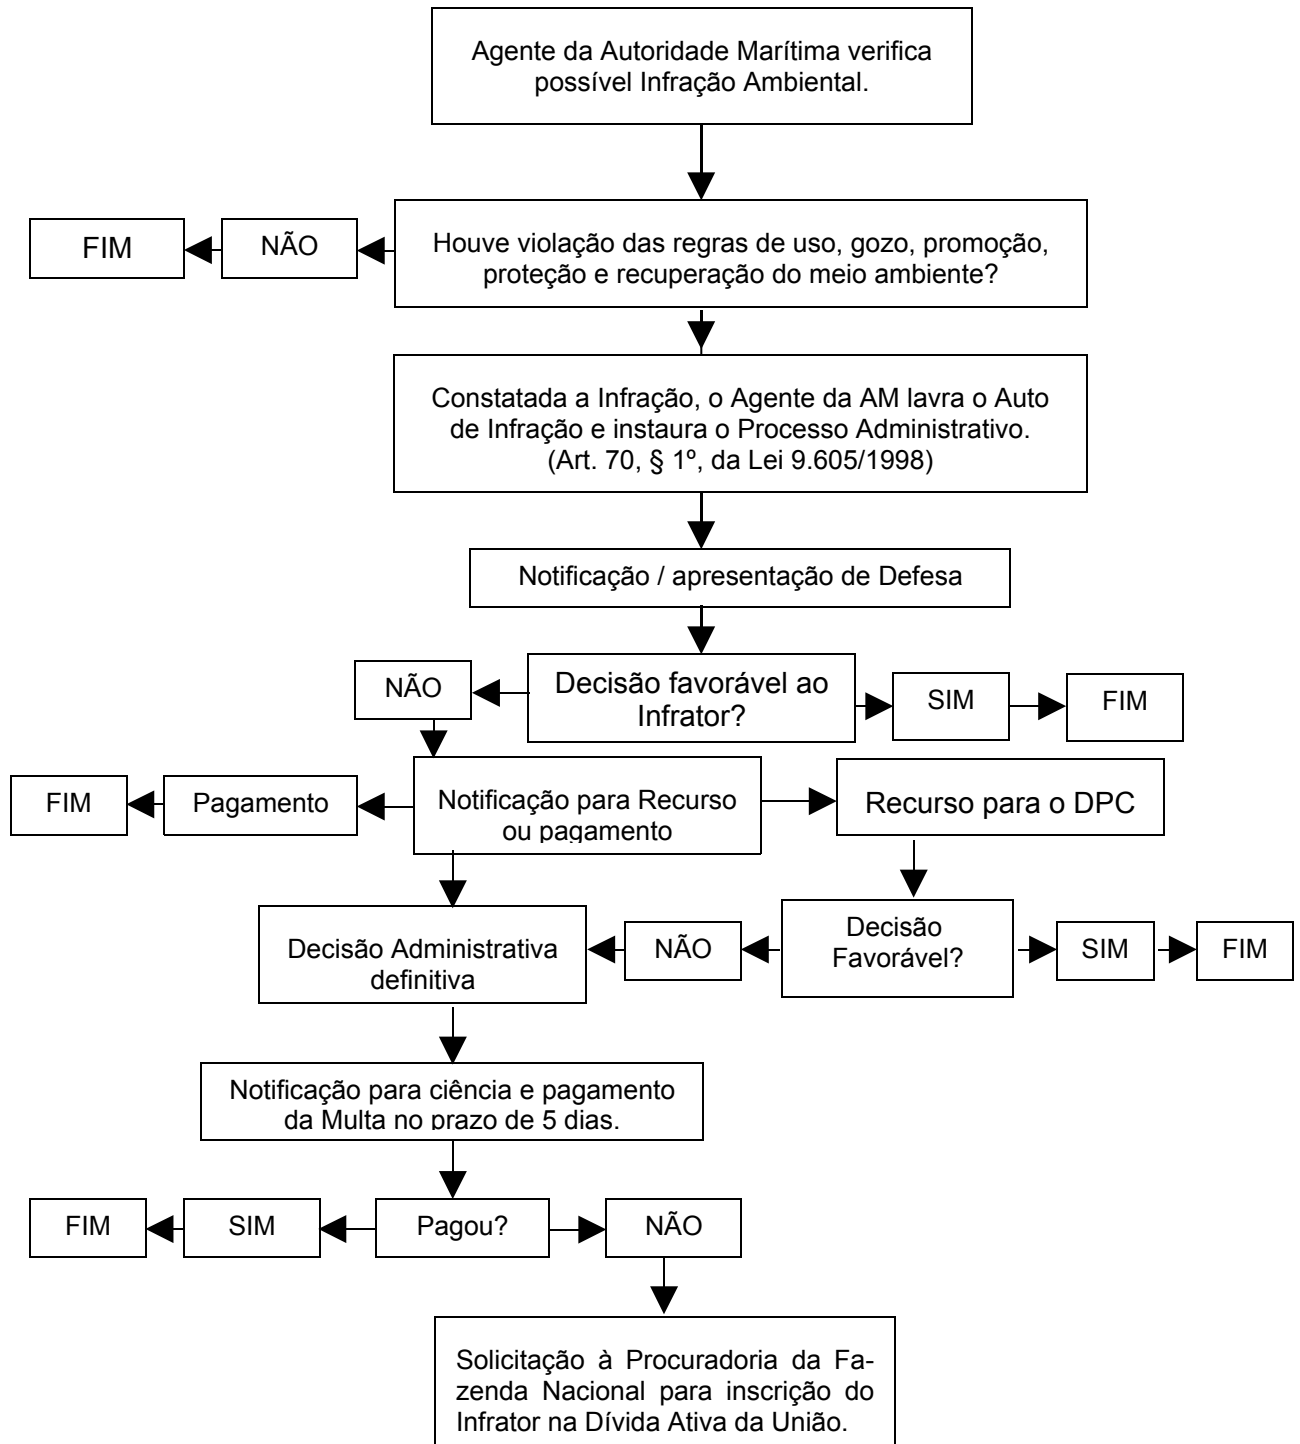 Agente da Autoridade Marítima verifica
possível Infração Ambiental.
FIM
NÃO
Houve violação das regras de uso, gozo, promoção,
proteção e recuperação do meio ambiente?
Constatada a Infração, o Agente da AM lavra o Auto
de Infração e instaura o Processo Administrativo.
(Art. 70, § 1º, da Lei 9.605/1998)
Notificação / apresentação de Defesa
NÃO
Decisão favorável ao
Infrator?
SIM
FIM
FIM
Pagamento
Notificação para Recurso
ou pagamento
Recurso para o DPC
Decisão Administrativa
definitiva
NÃO
Decisão
Favorável?
SIM
FIM
Notificação para ciência e pagamento
da Multa no prazo de 5 dias.
FIM
SIM
Pagou?
NÃO
Solicitação à Procuradoria da Fa-
zenda Nacional para inscrição do
Infrator na Dívida Ativa da União.